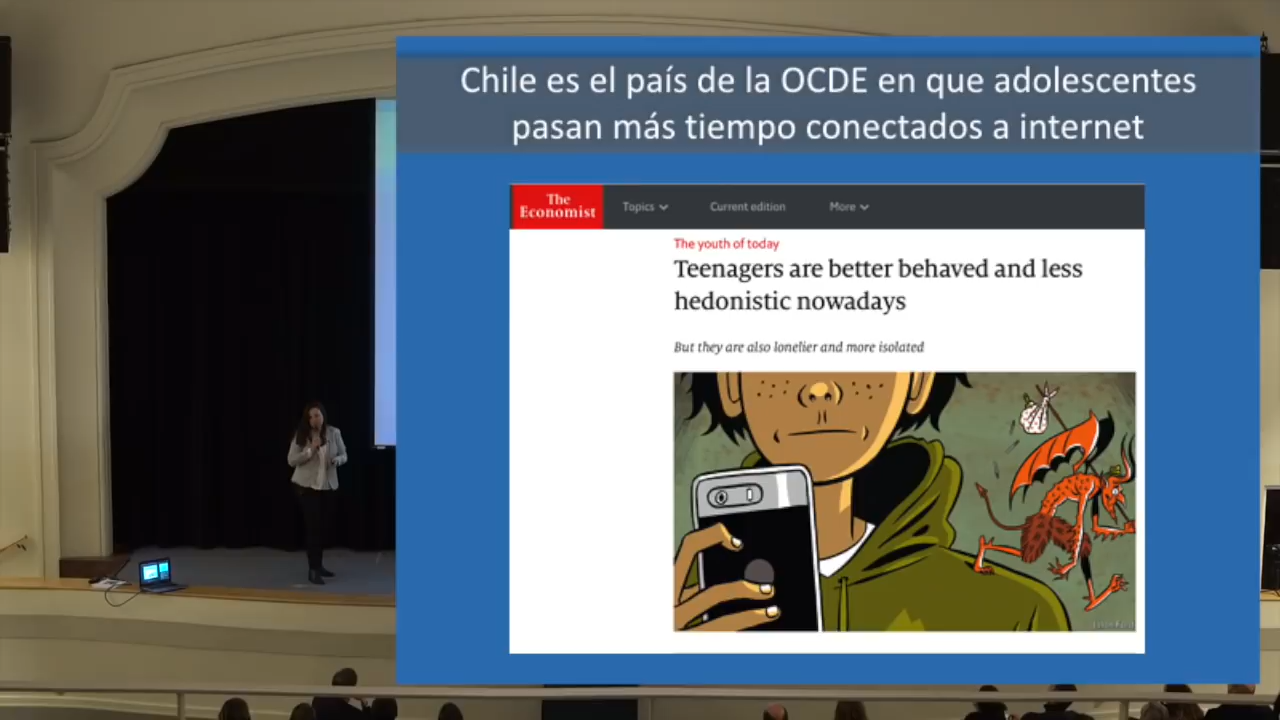 Chile es el país de la OCDE en que adolescentes
pasan más tiempo conectados a internet
The
Economist
Topics
Current edition
More
The youth of today
Teenagers are better behaved and less
hedonistic nowadays
But they are also lonelier and more isolated